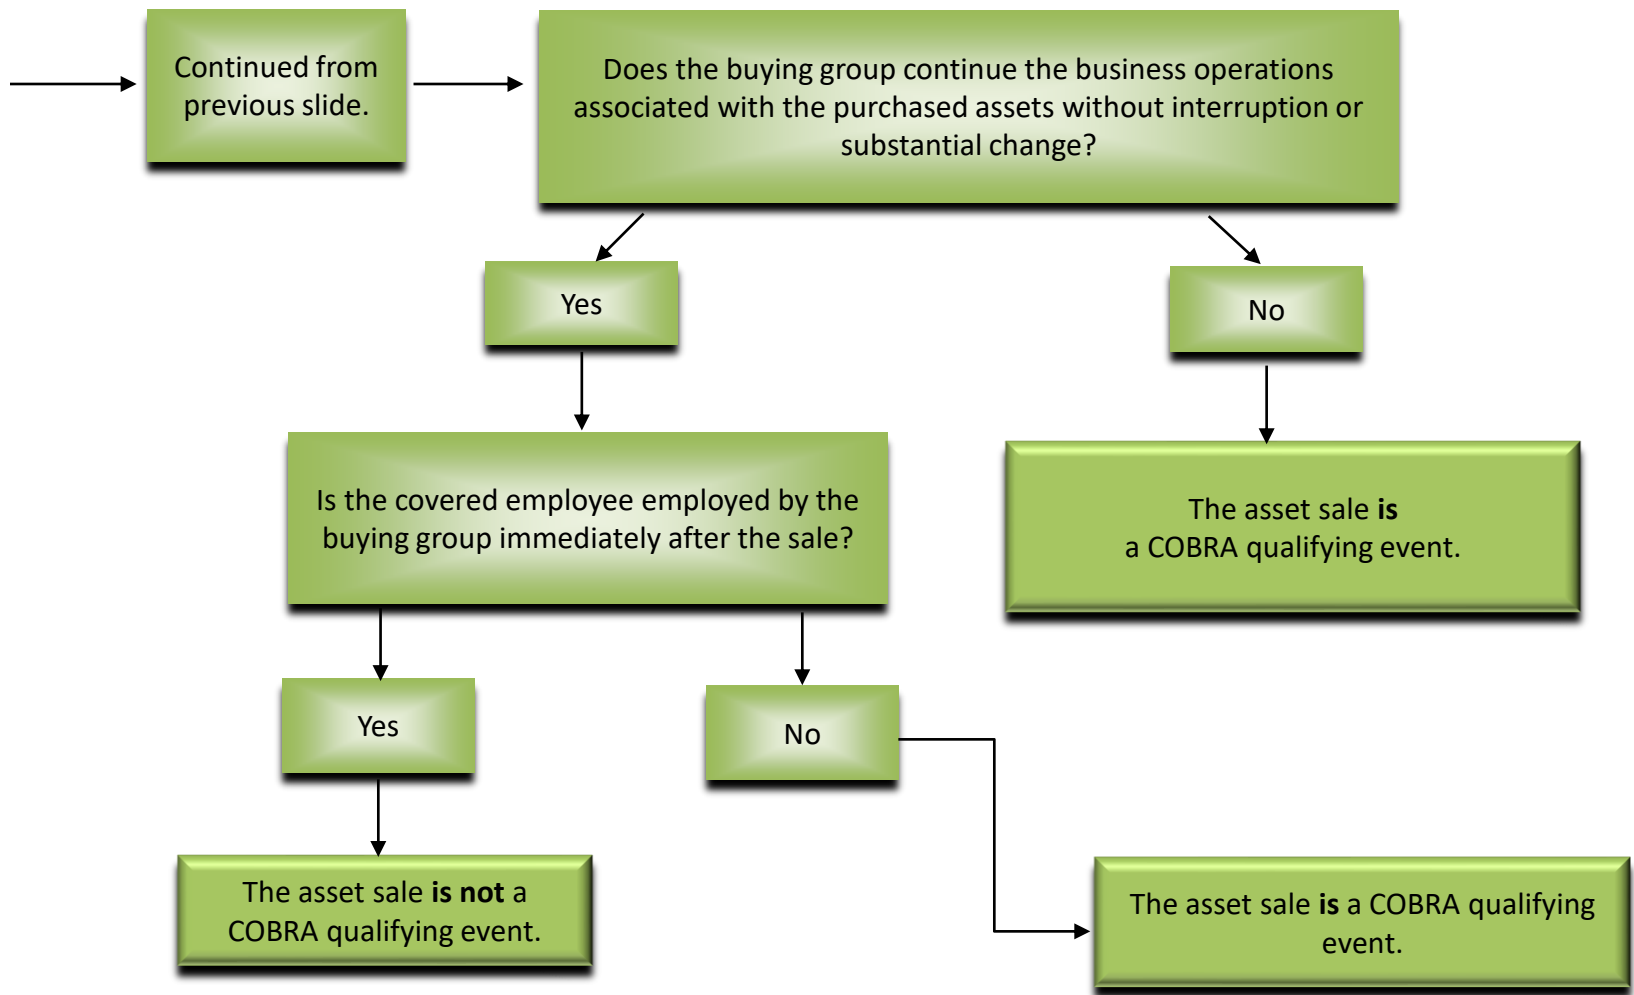 Continued from
previous slide.
Does the buying group continue the business operations
associated with the purchased assets without interruption or
substantial change?
Yes
No
Is the covered employee employed by the
buying group immediately after the sale?
The asset sale is
a COBRA qualifying event.
Yes
No
The asset sale is not a
COBRA qualifying event.
The asset sale is a COBRA qualifying
event.